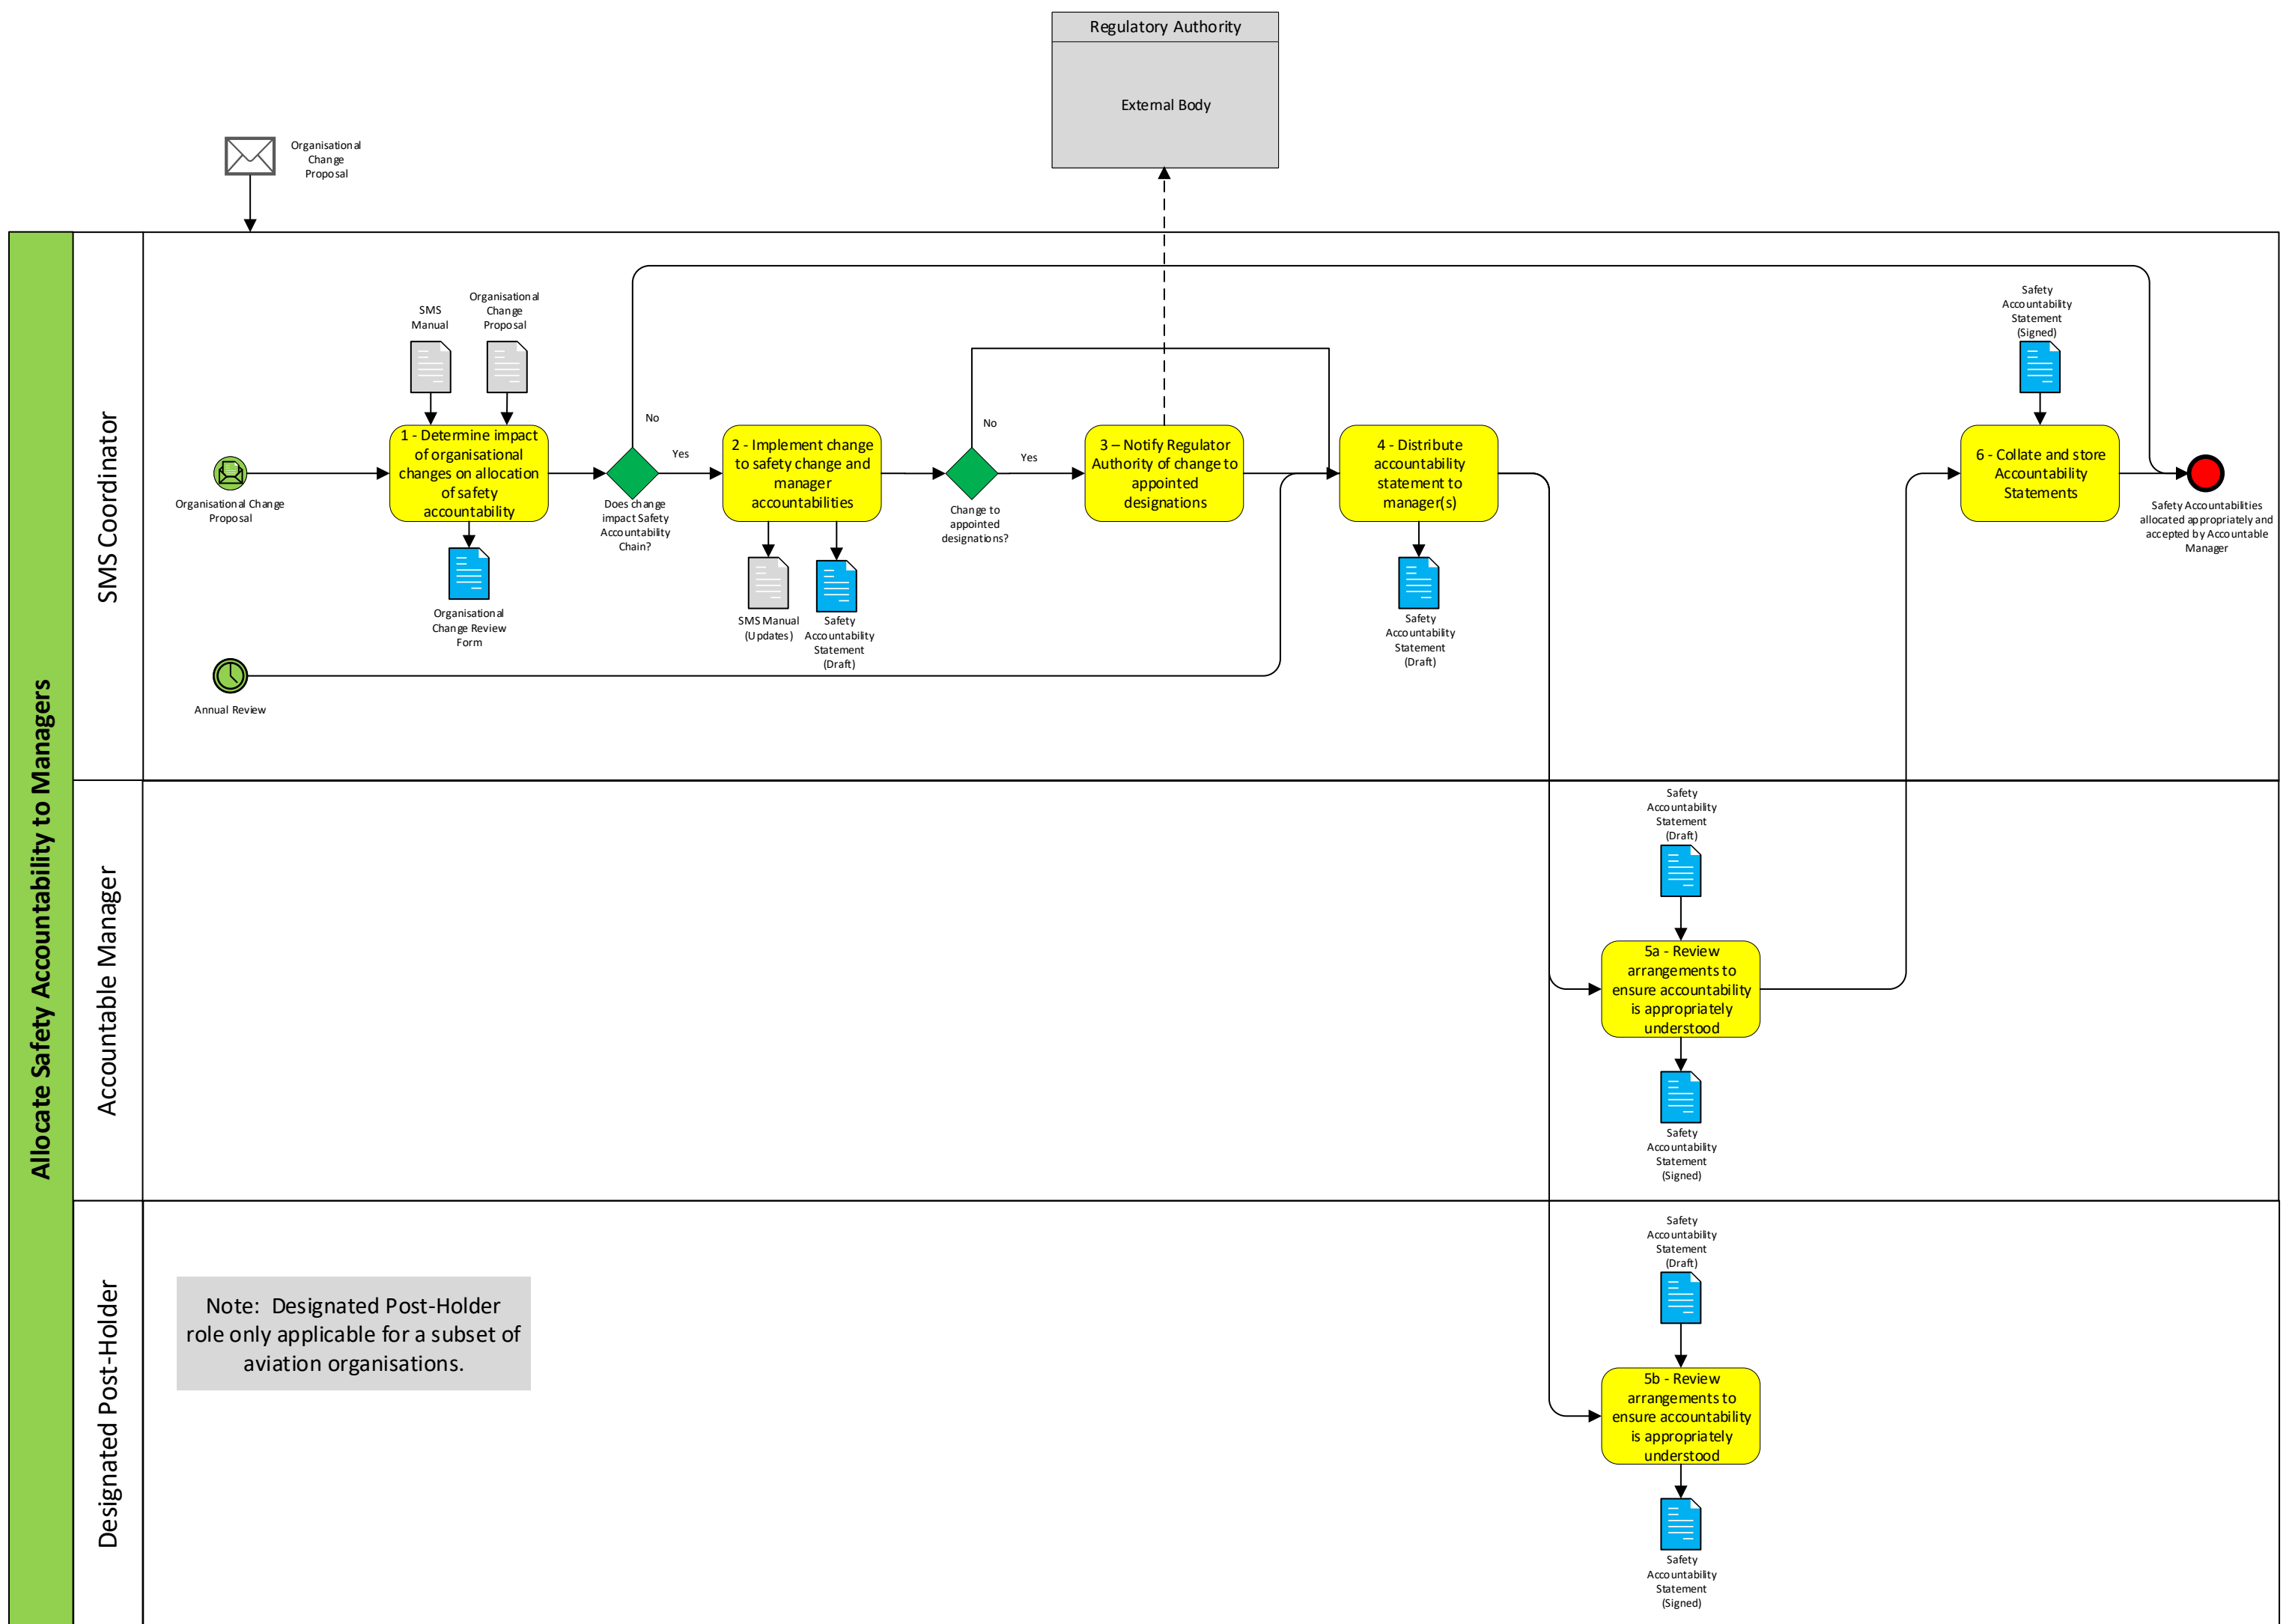 Regulatory Authority
External Body
Organisational
Change
Proposal
Allocate Safety Accountability to Managers
SMS Coordinator
SMS
Manual
Organisational
Change
Proposal
Organisational Change
Proposal
1 - Determine impact
of organisational
changes on allocation
of safety
accountability
Organisational
Change Review
Form
No
Yes
Does change
impact Safety
Accountability
Chain?
2 - Implement change
to safety change and
manager
accountabilities
SMS Manual
(Updates)
Safety
Accountability
Statement
(Draft)
No
Yes
Change to
appointed
designations?
3 – Notify Regulator
Authority of change to
appointed
designations
4 - Distribute
accountability
statement to
manager(s)
Safety
Accountability
Statement
(Draft)
Safety
Accountability
Statement
(Signed)
6 - Collate and store
Accountability
Statements
Safety Accountabilities
allocated appropriately and
accepted by Accountable
Manager
Annual Review
Accountable Manager
Safety
Accountability
Statement
(Draft)
5a - Review
arrangements to
ensure accountability
is appropriately
understood
Safety
Accountability
Statement
(Signed)
Designated Post-Holder
Note: Designated Post-Holder
role only applicable for a subset of
aviation organisations.
Safety
Accountability
Statement
(Draft)
5b - Review
arrangements to
ensure accountability
is appropriately
understood
Safety
Accountability
Statement
(Signed)